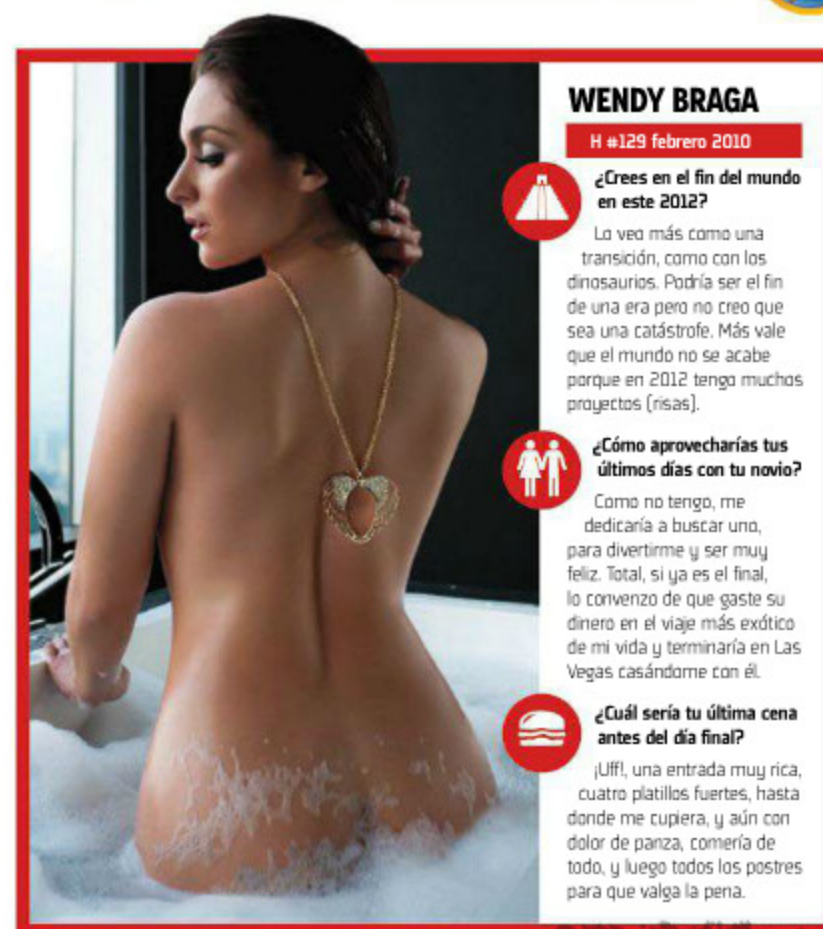 WENDY BRAGA
H #129 febrero 2010
¿Crees en el fin del mundo
en este 2012?
Lo veo más como una
transición, como con los
dinosaurios. Podría ser el fin
de una era pero no creo que
sea una catástrofe. Más vale
que el mundo no se acabe
porque en 2012 tengo muchos
proyectos (risas).
¿Cómo aprovecharías tus
últimos días con tu novio?
Como no tengo, me
dedicaría a buscar uno,
para divertirme y ser muy
feliz. Total, si ya es el final,
lo convenzo de que gaste su
dinero en el viaje más exótico
de mi vida y terminaría en Las
Vegas casándome con él.
¿Cuál sería tu última cena
antes del día final?
¡Uff!, una entrada muy rica,
cuatro platillos fuertes, hasta
donde me cupiera, y aún con
dolor de panza, comería de
todo, y luego todos los postres
para que valga la pena.